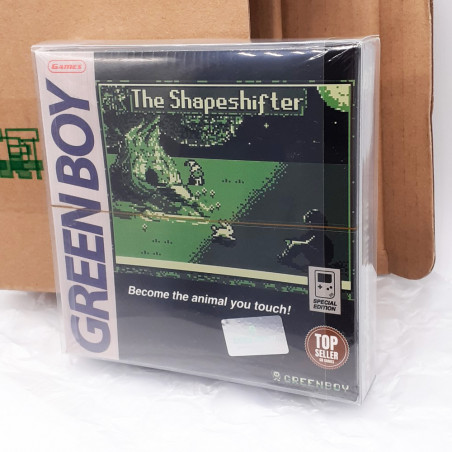 GAMES
GREEN BOY
The Shapeshifter
Become the animal you touch!
SPECIAL
EDITION
TOP
SELLER
GREENBOY